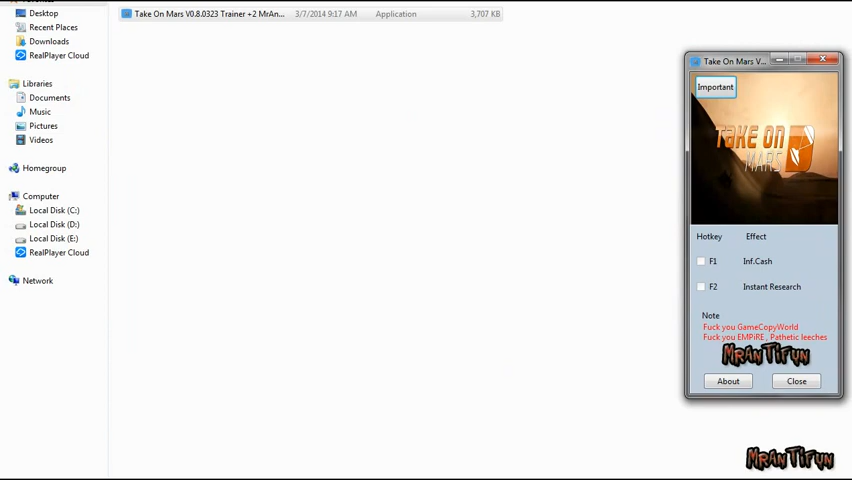 Desktop
Recent Places
Downloads
RealPlayer Cloud
Libraries
Documents
Music
Pictures
Videos
Homegroup
Computer
Local Disk (C:)
Local Disk (D:)
Local Disk (E:)
RealPlayer Cloud
Network
Take On Mars V0.8.0323 Trainer +2 MrAn... 3/7/2014 9:17 AM Application 3,707 KB
Take On Mars V...
Important
TAKE ON
MARS
Hotkey Effect
F1 Inf.Cash
F2 Instant Research
Note
Fuck you GameCopyWorld
Fuck you EMPiRE , Pathetic leeches
MRANTIFUN
About Close
MRANTIFUN